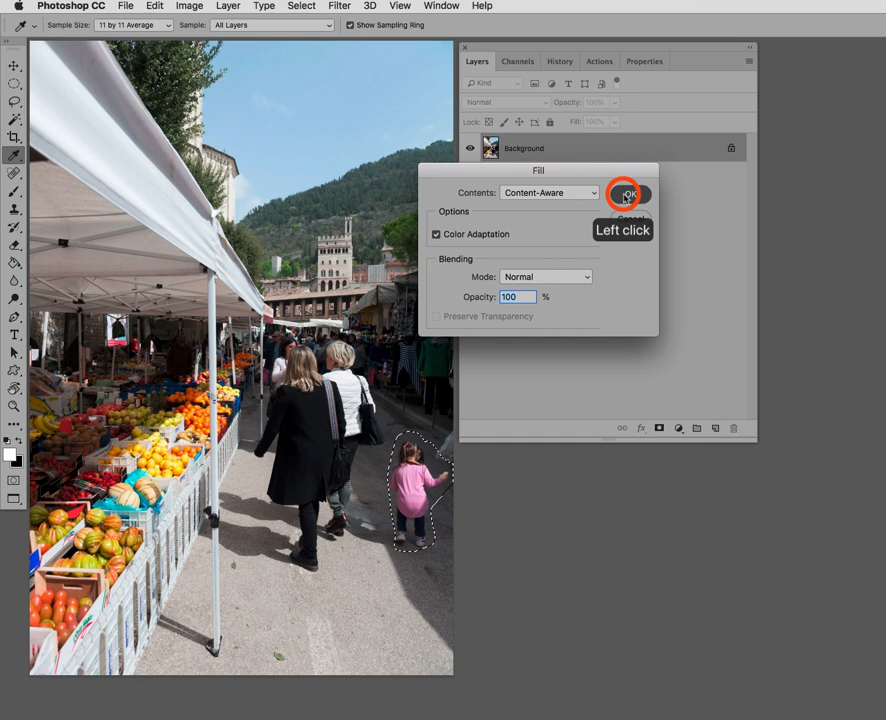 Photoshop CC File Edit Image Layer Type Select Filter 3D View Window Help
Sample Size: 11 by 11 Average Sample: All Layers Show Sampling Ring
Layers Channels History Actions Properties
Kind
Normal Opacity: 100%
Lock: Fill: 100%
Background
Fill
Contents: Content-Aware OK
Options Cancel
Left click
Color Adaptation
Blending
Mode: Normal
Opacity: 100 %
Preserve Transparency